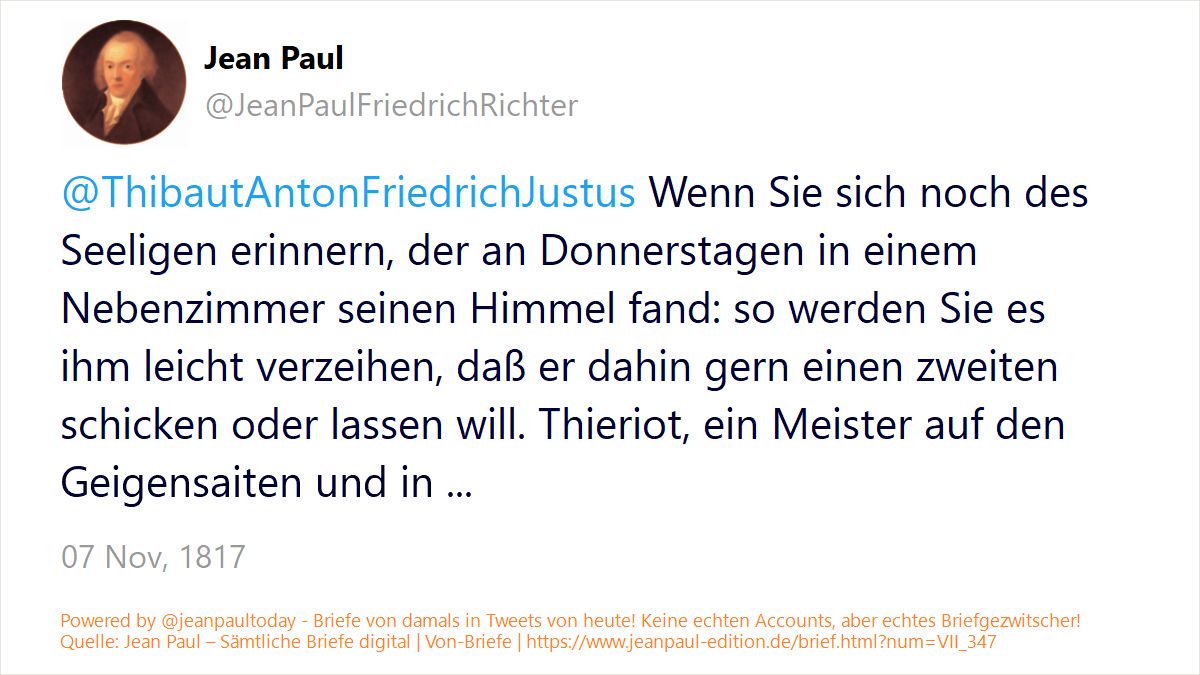 Jean Paul
@JeanPaulFriedrichRichter
@ThibautAntonFriedrichJustus Wenn Sie sich noch des
Seeligen erinnern, der an Donnerstagen in einem
Nebenzimmer seinen Himmel fand: so werden Sie es
ihm leicht verzeihen, daß er dahin gern einen zweiten
schicken oder lassen will. Thieriot, ein Meister auf den
Geigensaiten und in ...
07 Nov, 1817
Powered by @jeanpaultoday - Briefe von damals in Tweets von heute! Keine echten Accounts, aber echtes Briefgezwitscher!
Quelle: Jean Paul – Sämtliche Briefe digital | Von-Briefe | https://www.jeanpaul-edition.de/brief.html?num=VII_347